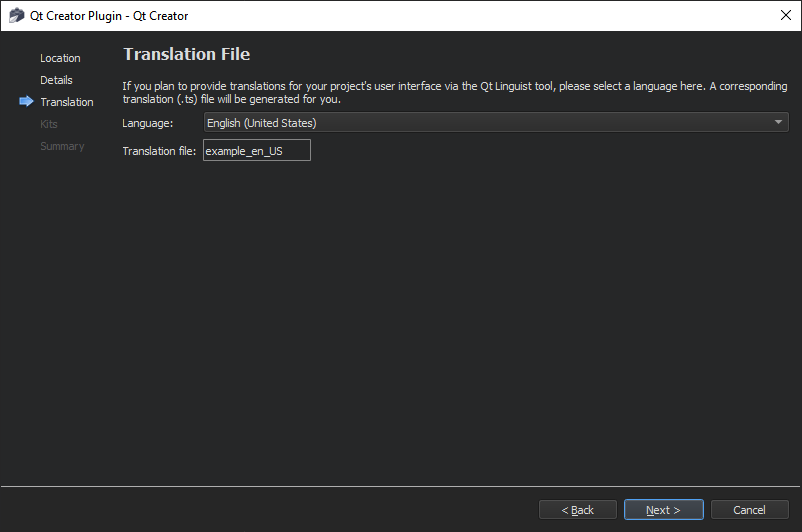 Qt Creator Plugin - Qt Creator
Location
Details
Translation
Kits
Summary
Translation File
If you plan to provide translations for your project's user interface via the Qt Linguist tool, please select a language here. A corresponding
translation (.ts) file will be generated for you.
Language: English (United States)
Translation file: example_en_US
< Back Next > Cancel